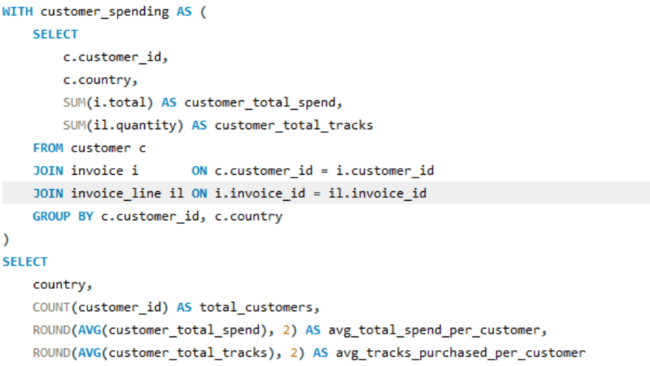 WITH customer_spending AS (
    SELECT
        c.customer_id,
        c.country,
        SUM(i.total) AS customer_total_spend,
        SUM(il.quantity) AS customer_total_tracks
    FROM customer c
    JOIN invoice i       ON c.customer_id = i.customer_id
    JOIN invoice_line il ON i.invoice_id = il.invoice_id
    GROUP BY c.customer_id, c.country
)
SELECT
    country,
    COUNT(customer_id) AS total_customers,
    ROUND(AVG(customer_total_spend), 2) AS avg_total_spend_per_customer,
    ROUND(AVG(customer_total_tracks), 2) AS avg_tracks_purchased_per_customer